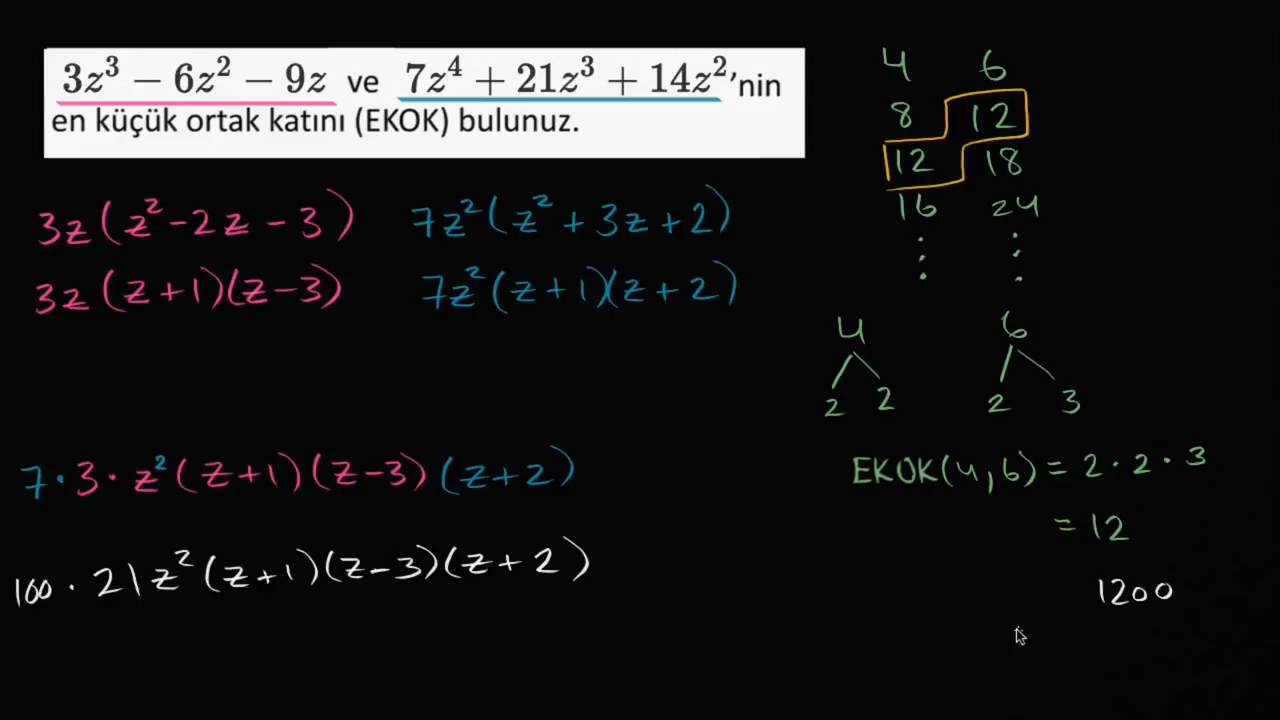 3z³ − 6z² − 9z ve 7z⁴ + 21z³ + 14z²'nin
en küçük ortak katını (EKOK) bulunuz.
3z(z² - 2z - 3)
3z(z+1)(z-3)
7z²(z² + 3z + 2)
7z²(z+1)(z+2)
7 · 3 · z²(z+1)(z-3)(z+2)
100 · 21z²(z+1)(z-3)(z+2)
4 6
8 12
12 18
16 24
4 6
2 2 2 3
EKOK(4,6) = 2 · 2 · 3
= 12
1200